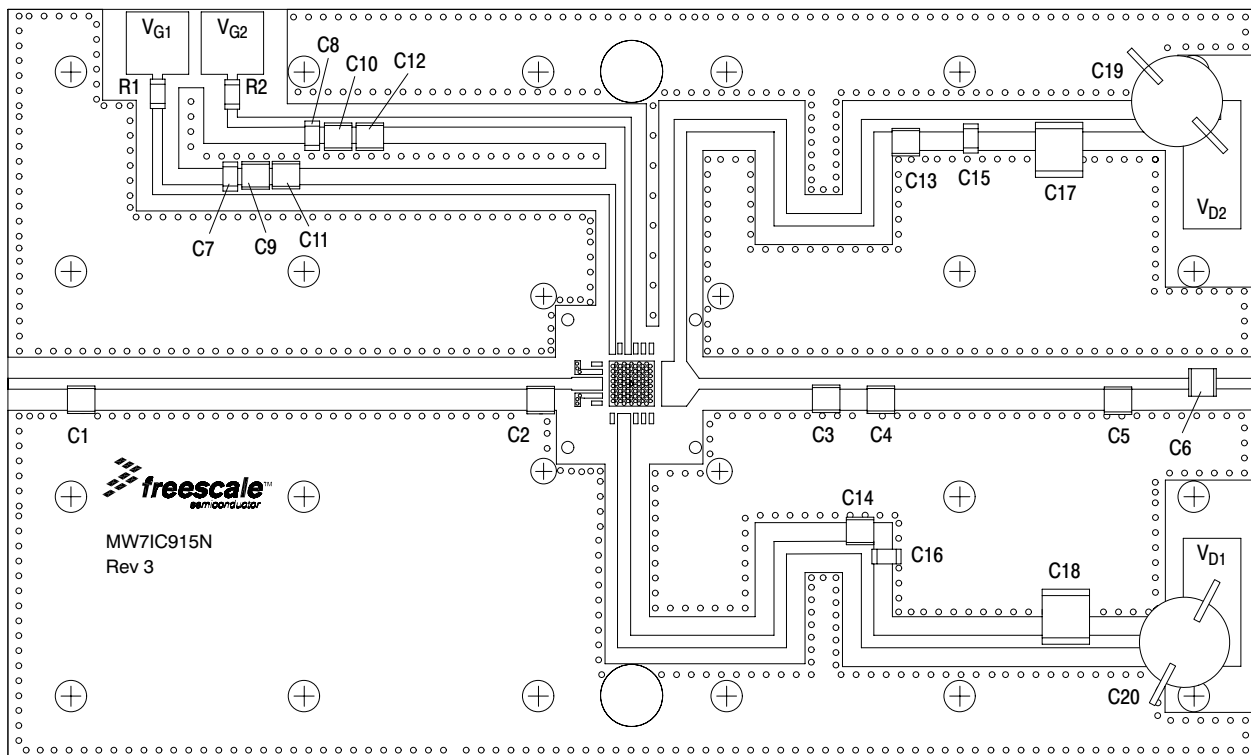 VG1
VG2
R1
R2
C8
C10
C12
C19
C13
C15
C17
VD2
C7
C9
C11
C1
C2
C3
C4
C5
C6
freescale™
semiconductor
MW7IC915N
Rev 3
C14
C16
C18
VD1
C20